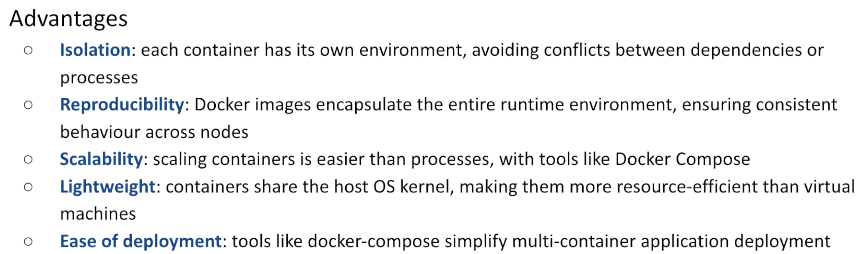 Advantages
○ Isolation: each container has its own environment, avoiding conflicts between dependencies or
processes
○ Reproducibility: Docker images encapsulate the entire runtime environment, ensuring consistent
behaviour across nodes
○ Scalability: scaling containers is easier than processes, with tools like Docker Compose
○ Lightweight: containers share the host OS kernel, making them more resource-efficient than virtual
machines
○ Ease of deployment: tools like docker-compose simplify multi-container application deployment